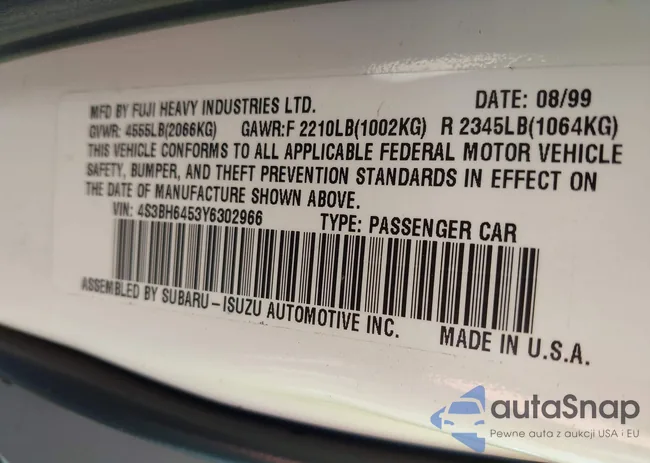 MFD BY FUJI HEAVY INDUSTRIES LTD. DATE: 08/99
GVWR: 4555LB(2066KG) GAWR:F 2210LB(1002KG) R 2345LB(1064KG)
THIS VEHICLE CONFORMS TO ALL APPLICABLE FEDERAL MOTOR VEHICLE
SAFETY, BUMPER, AND THEFT PREVENTION STANDARDS IN EFFECT ON
THE DATE OF MANUFACTURE SHOWN ABOVE.
VIN: 4S3BH6453Y6302966 TYPE: PASSENGER CAR
ASSEMBLED BY SUBARU-ISUZU AUTOMOTIVE INC. MADE IN U.S.A.
autaSnap
Pewne auta z aukcji USA i EU